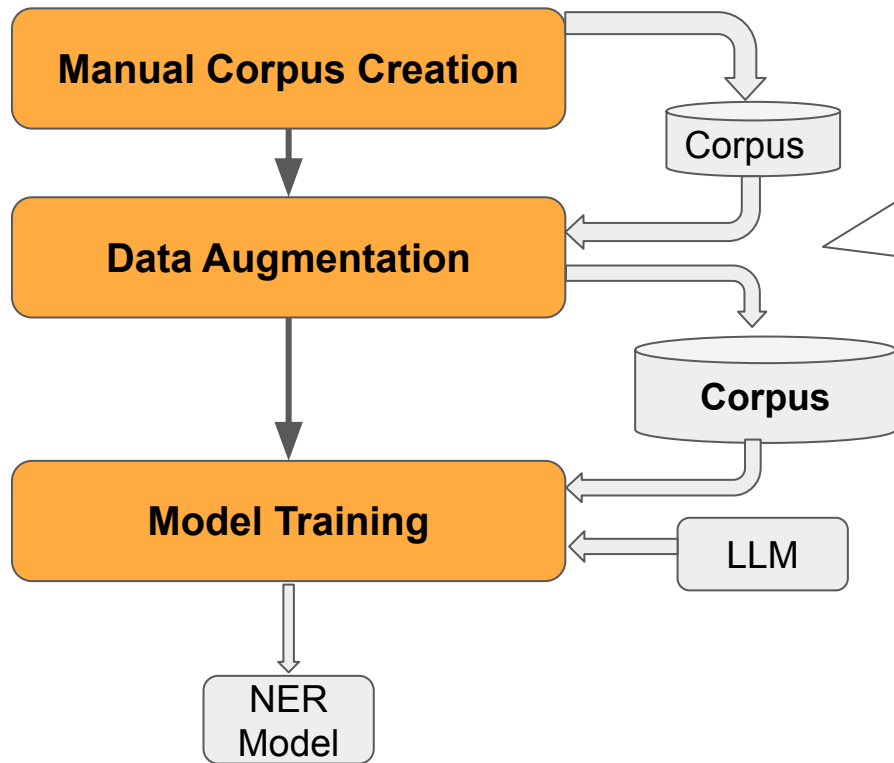 Manual Corpus Creation
Corpus
Data Augmentation
Corpus
Model Training
LLM
NER
Model